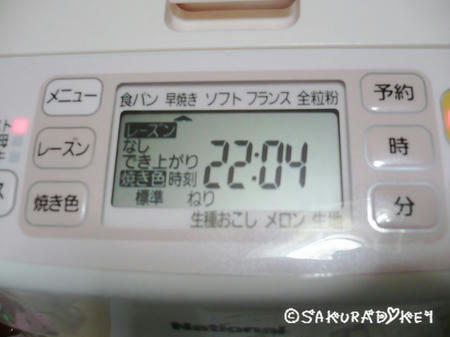 メニュー
食パン 早焼き ソフト フランス 全粒粉
予約
レーズン
レーズン
なし
でき上がり
焼き色 時刻
22:04
標準 ねり
時
焼き色
生種おこし メロン 生地
分
National
©SAKURADOKEY